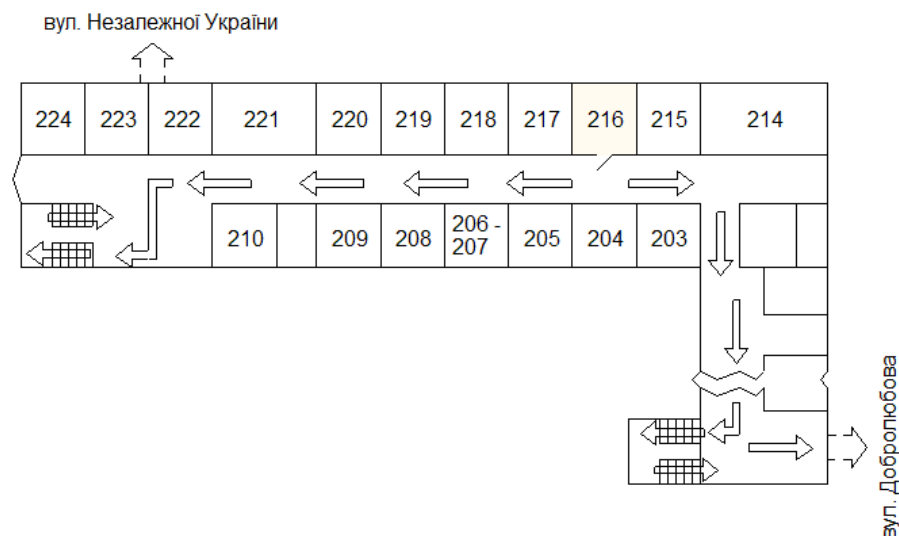 вул. Незалежної України
224 223 222 221 220 219 218 217 216 215 214
210 209 208 206 - 207 205 204 203
вул. Добролюбова